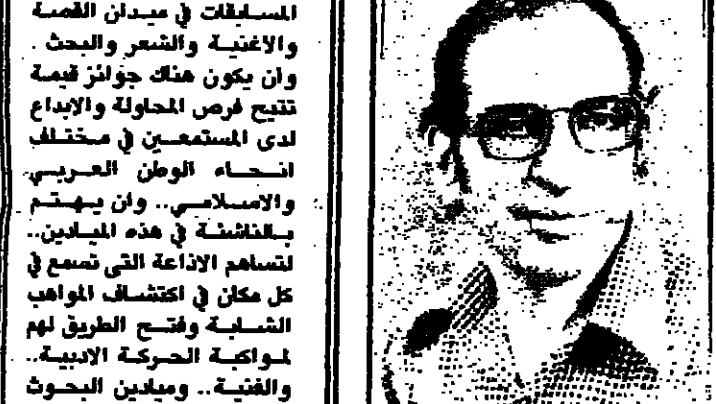 المسابقات في ميدان القصة
والاغنية والشعر والبحث .
وان يكون هناك جوائز قيمة
تتيح فرص المحاولة والابداع
لدى المستمعين في مختلف
انحاء الوطن العربي
والاسلامي.. وان يهتم
بالناشئة في هذه الميادين..
لتساهم الاذاعة التى تسمع في
كل مكان في اكتشاف المواهب
الشابة وفتح الطريق لهم
لمواكبة الحركة الادبية..
والفنية.. وميادين البحوث